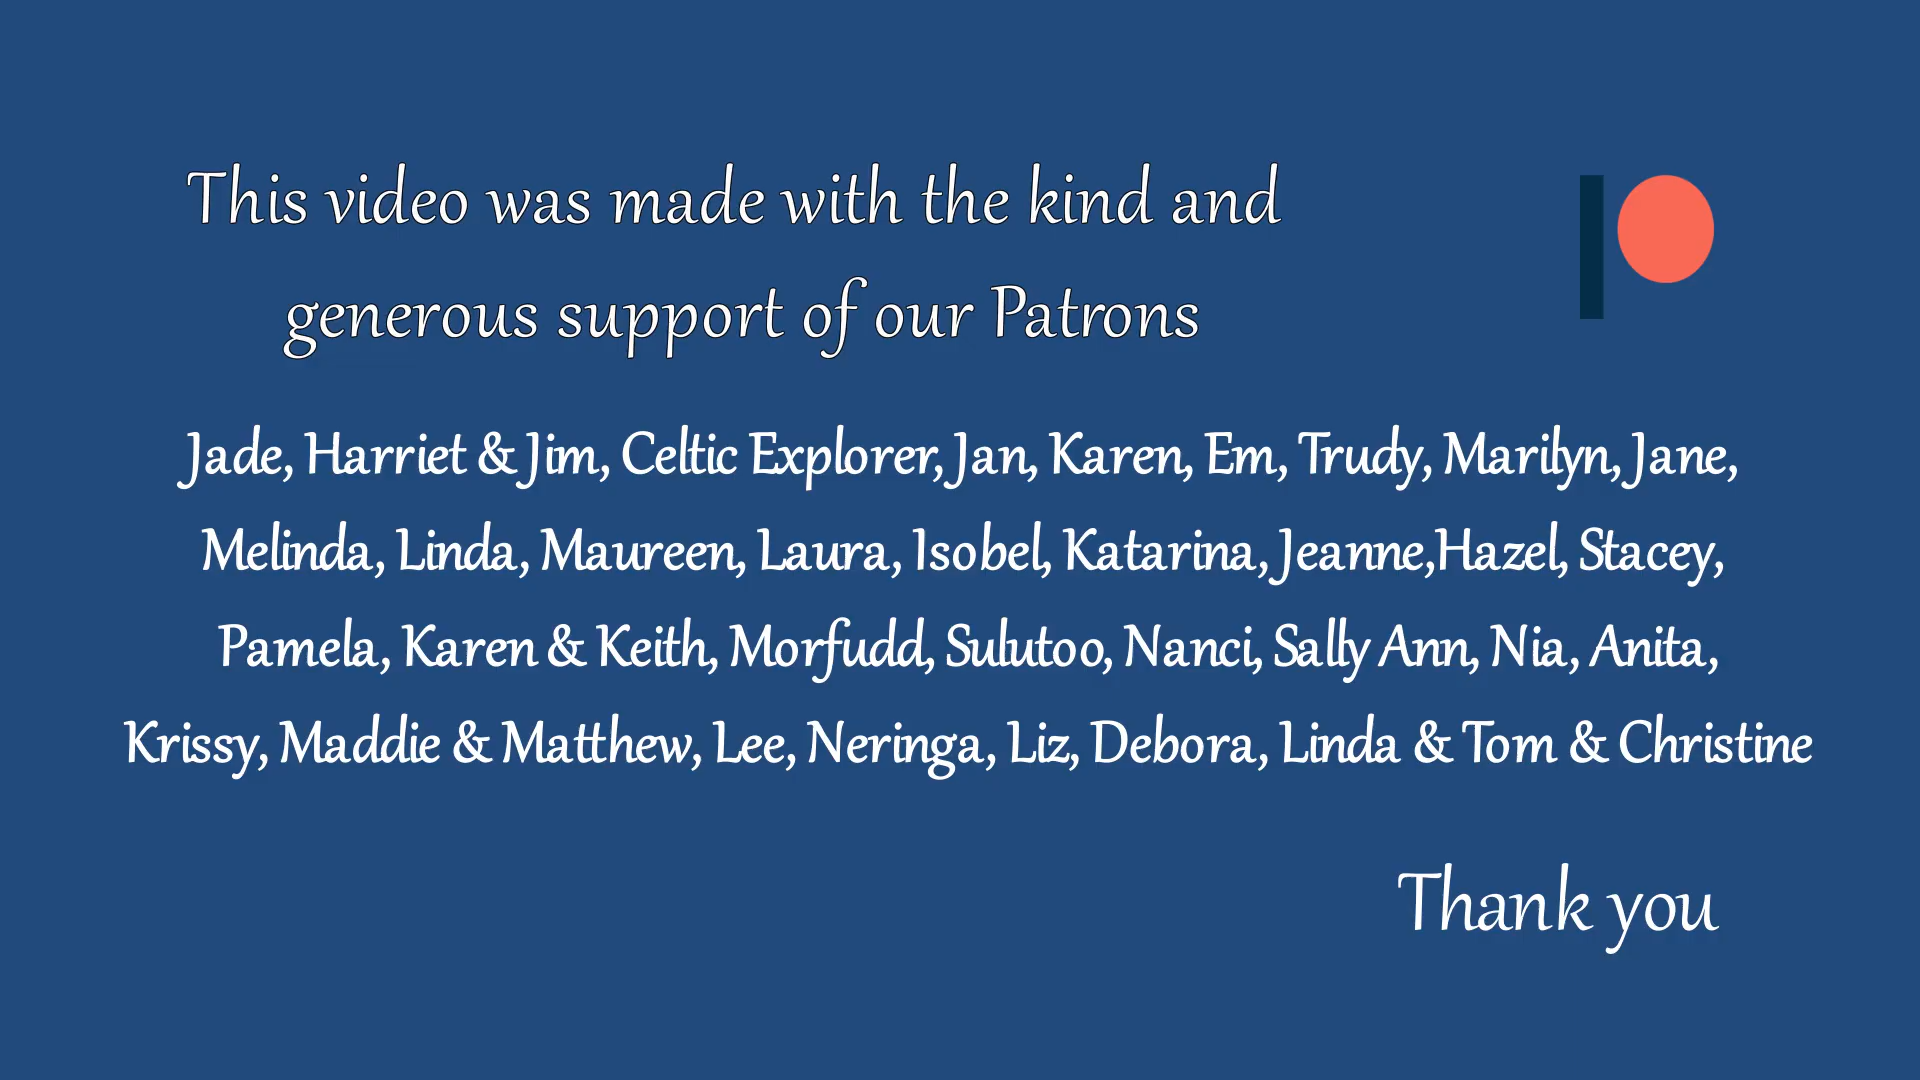 This video was made with the kind and
generous support of our Patrons
Jade, Harriet & Jim, Celtic Explorer, Jan, Karen, Em, Trudy, Marilyn, Jane,
Melinda, Linda, Maureen, Laura, Isobel, Katarina, Jeanne,Hazel, Stacey,
Pamela, Karen & Keith, Morfudd, Sulutoo, Nanci, Sally Ann, Nia, Anita,
Krissy, Maddie & Matthew, Lee, Neringa, Liz, Debora, Linda & Tom & Christine
Thank you